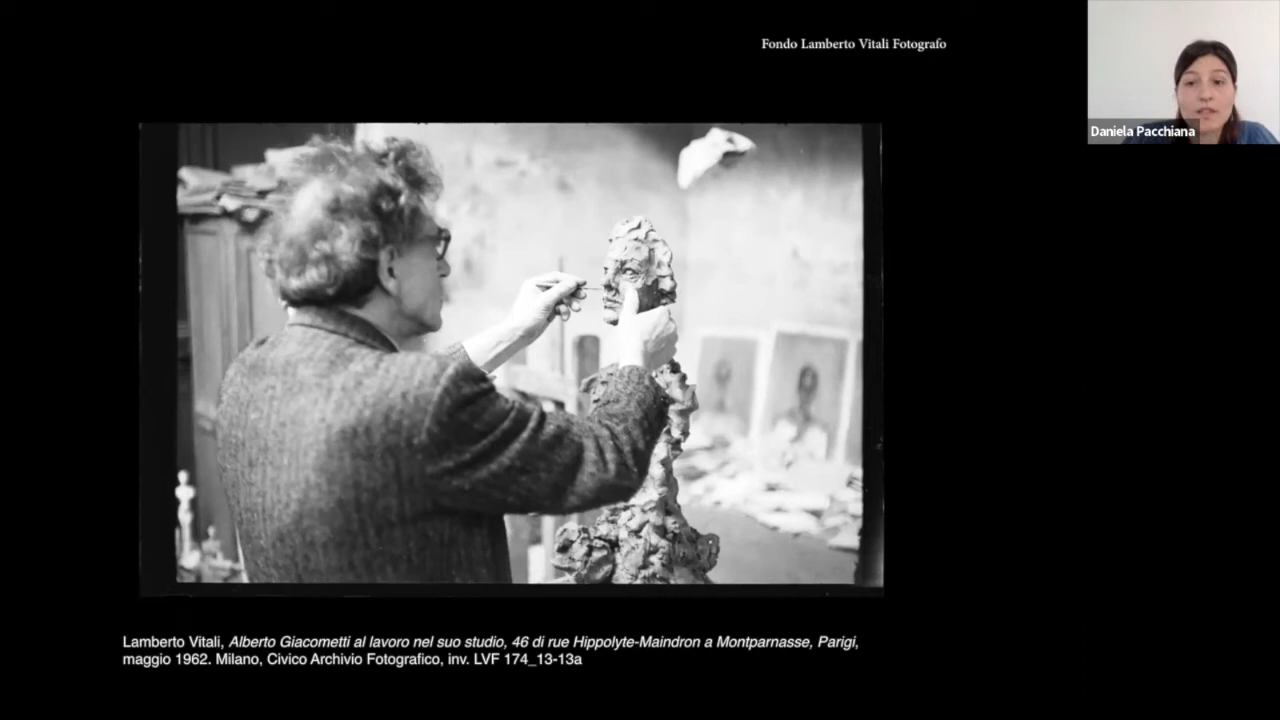 Fondo Lamberto Vitali Fotografo
Daniela Pacchiana
Lamberto Vitali, Alberto Giacometti al lavoro nel suo studio, 46 di rue Hippolyte-Maindron a Montparnasse, Parigi,
maggio 1962. Milano, Civico Archivio Fotografico, inv. LVF 174_13-13a